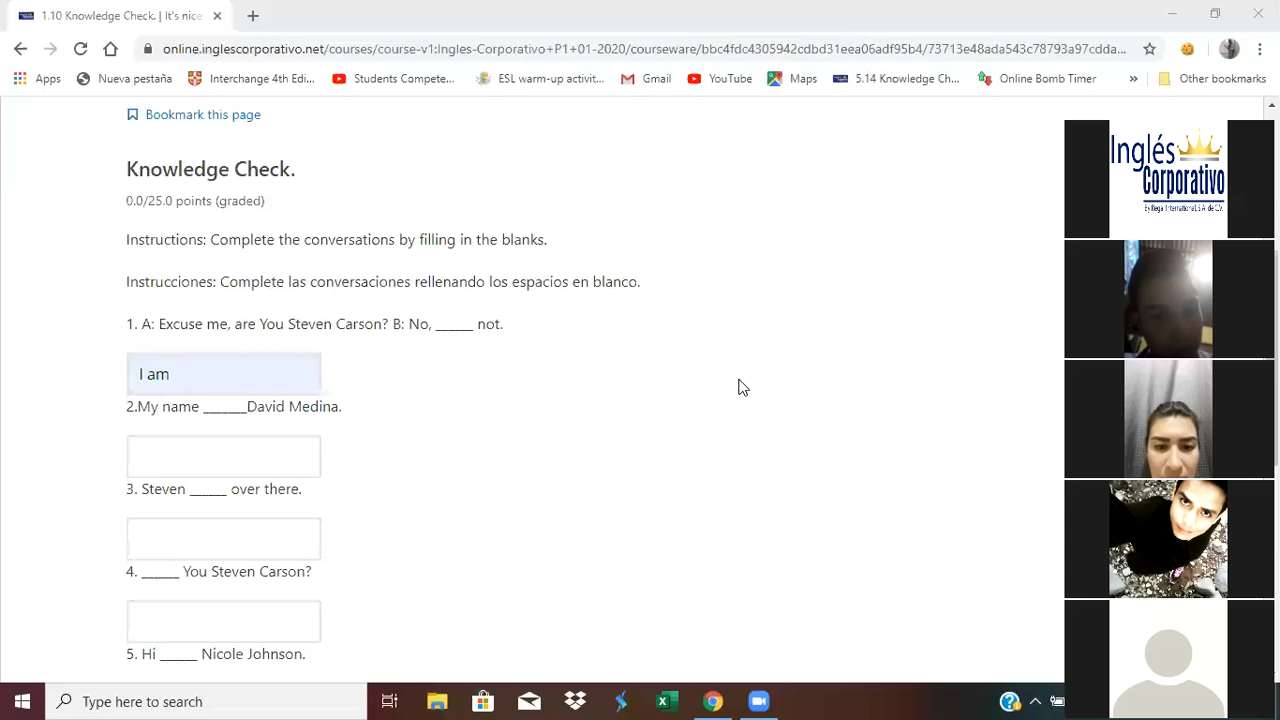 1.10 Knowledge Check. | It's nice
online.inglescorporativo.net/courses/course-v1:Ingles-Corporativo+P1+01-2020/courseware/bbc4fdc4305942cdbd31eea06adf95b4/73713e48ada543c78793a97cdda...
Apps Nueva pestaña Interchange 4th Edi... Students Compete... ESL warm-up activit... Gmail YouTube Maps 5.14 Knowledge Ch... Online Bomb Timer » Other bookmarks
Bookmark this page
Knowledge Check.
0.0/25.0 points (graded)
Instructions: Complete the conversations by filling in the blanks.
Instrucciones: Complete las conversaciones rellenando los espacios en blanco.
1. A: Excuse me, are You Steven Carson? B: No, ______ not.
I am
2.My name _______David Medina.
3. Steven ______ over there.
4. ______ You Steven Carson?
5. Hi ______ Nicole Johnson.
Inglés
Corporativo
Type here to search